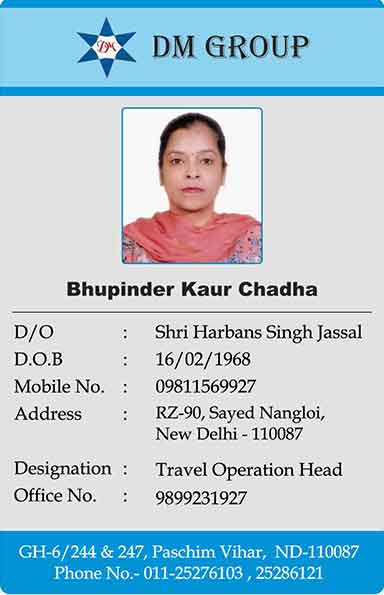 DM DM GROUP
Bhupinder Kaur Chadha
D/O : Shri Harbans Singh Jassal
D.O.B : 16/02/1968
Mobile No. : 09811569927
Address : RZ-90, Sayed Nangloi,
New Delhi - 110087
Designation : Travel Operation Head
Office No. : 9899231927
GH-6/244 & 247, Paschim Vihar, ND-110087
Phone No.- 011-25276103 , 25286121